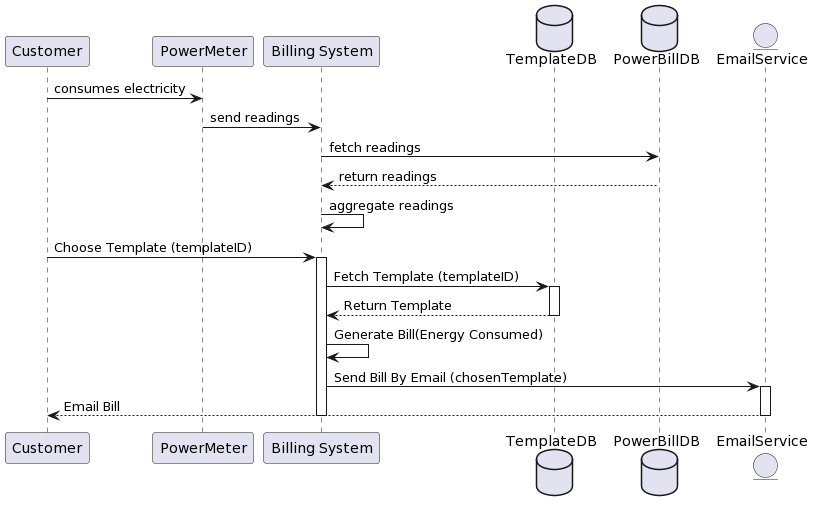 Customer
PowerMeter
Billing System
TemplateDB
PowerBillDB
EmailService
consumes electricity
send readings
fetch readings
return readings
aggregate readings
Choose Template (templateID)
Fetch Template (templateID)
Return Template
Generate Bill(Energy Consumed)
Send Bill By Email (chosenTemplate)
Email Bill
Customer
PowerMeter
Billing System
TemplateDB
PowerBillDB
EmailService